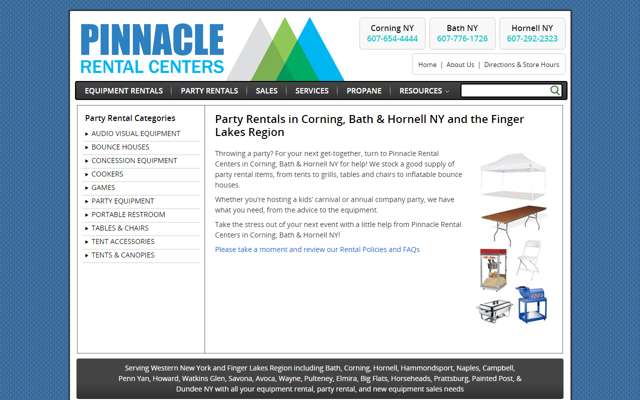 PINNACLE
RENTAL CENTERS
Corning NY
607-654-4444
Bath NY
607-776-1726
Hornell NY
607-292-2323
Home | About Us | Directions & Store Hours
EQUIPMENT RENTALS PARTY RENTALS SALES SERVICES PROPANE RESOURCES
Party Rental Categories
AUDIO VISUAL EQUIPMENT
BOUNCE HOUSES
CONCESSION EQUIPMENT
COOKERS
GAMES
PARTY EQUIPMENT
PORTABLE RESTROOM
TABLES & CHAIRS
TENT ACCESSORIES
TENTS & CANOPIES
Party Rentals in Corning, Bath & Hornell NY and the Finger
Lakes Region
Throwing a party? For your next get-together, turn to Pinnacle Rental
Centers in Corning, Bath & Hornell NY for help! We stock a good supply of
party rental items, from tents to grills, tables and chairs to inflatable bounce
houses.
Whether you're hosting a kids' carnival or annual company party, we have
what you need, from the advice to the equipment.
Take the stress out of your next event with a little help from Pinnacle Rental
Centers in Corning, Bath & Hornell NY!
Please take a moment and review our Rental Policies and FAQs
Serving Western New York and Finger Lakes Region including Bath, Corning, Hornell, Hammondsport, Naples, Campbell,
Penn Yan, Howard, Watkins Glen, Savona, Avoca, Wayne, Pulteney, Elmira, Big Flats, Horseheads, Prattsburg, Painted Post, &
Dundee NY with all your equipment rental, party rental, and new equipment sales needs